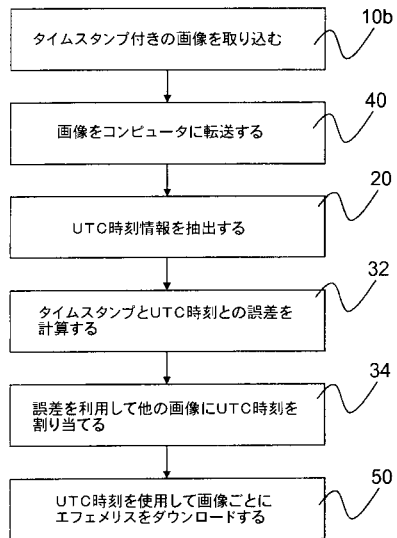 タイムスタンプ付きの画像を取り込む
10b
画像をコンピュータに転送する
40
UTC時刻情報を抽出する
20
タイムスタンプとUTC時刻との誤差を
計算する
32
誤差を利用して他の画像にUTC時刻を
割り当てる
34
UTC時刻を使用して画像ごとに
エフェメリスをダウンロードする
50